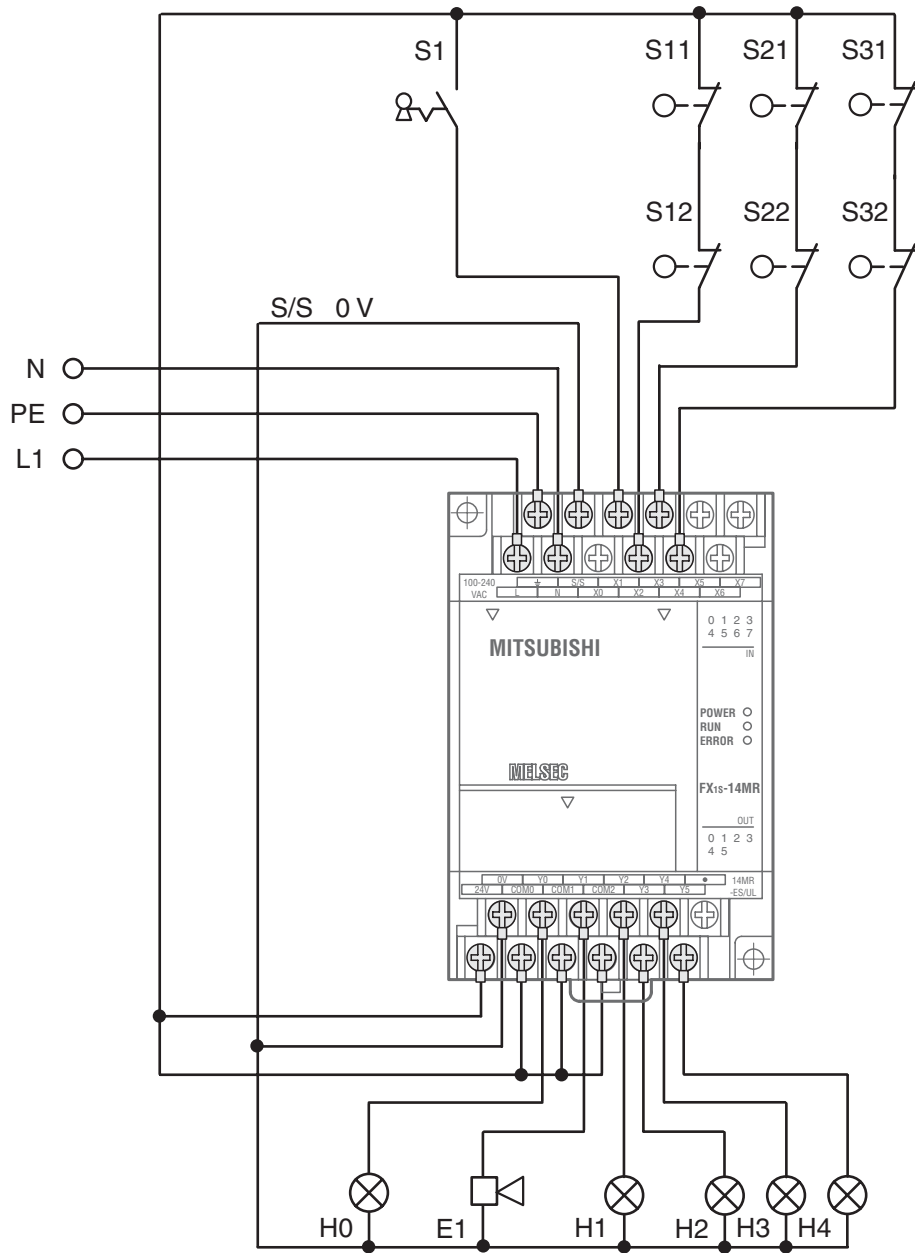 S1 S11 S21 S31
S12 S22 S32
S/S 0 V
N
PE
L1
100-240 ⏚ S/S X1 X3 X5 X7
VAC L N X0 X2 X4 X6
0 1 2 3
4 5 6 7
IN
MITSUBISHI
POWER
RUN
ERROR
MELSEC
FX1S-14MR
OUT
0 1 2 3
4 5
0V Y0 Y1 Y2 Y4 • 14MR
24V COM0 COM1 COM2 Y3 Y5 -ES/UL
H0 E1 H1 H2 H3 H4